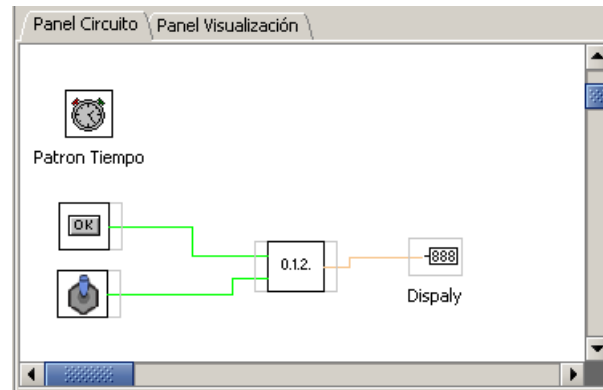 Panel Circuito Panel Visualización
Patron Tiempo
OK
0.1.2.
888
Dispaly